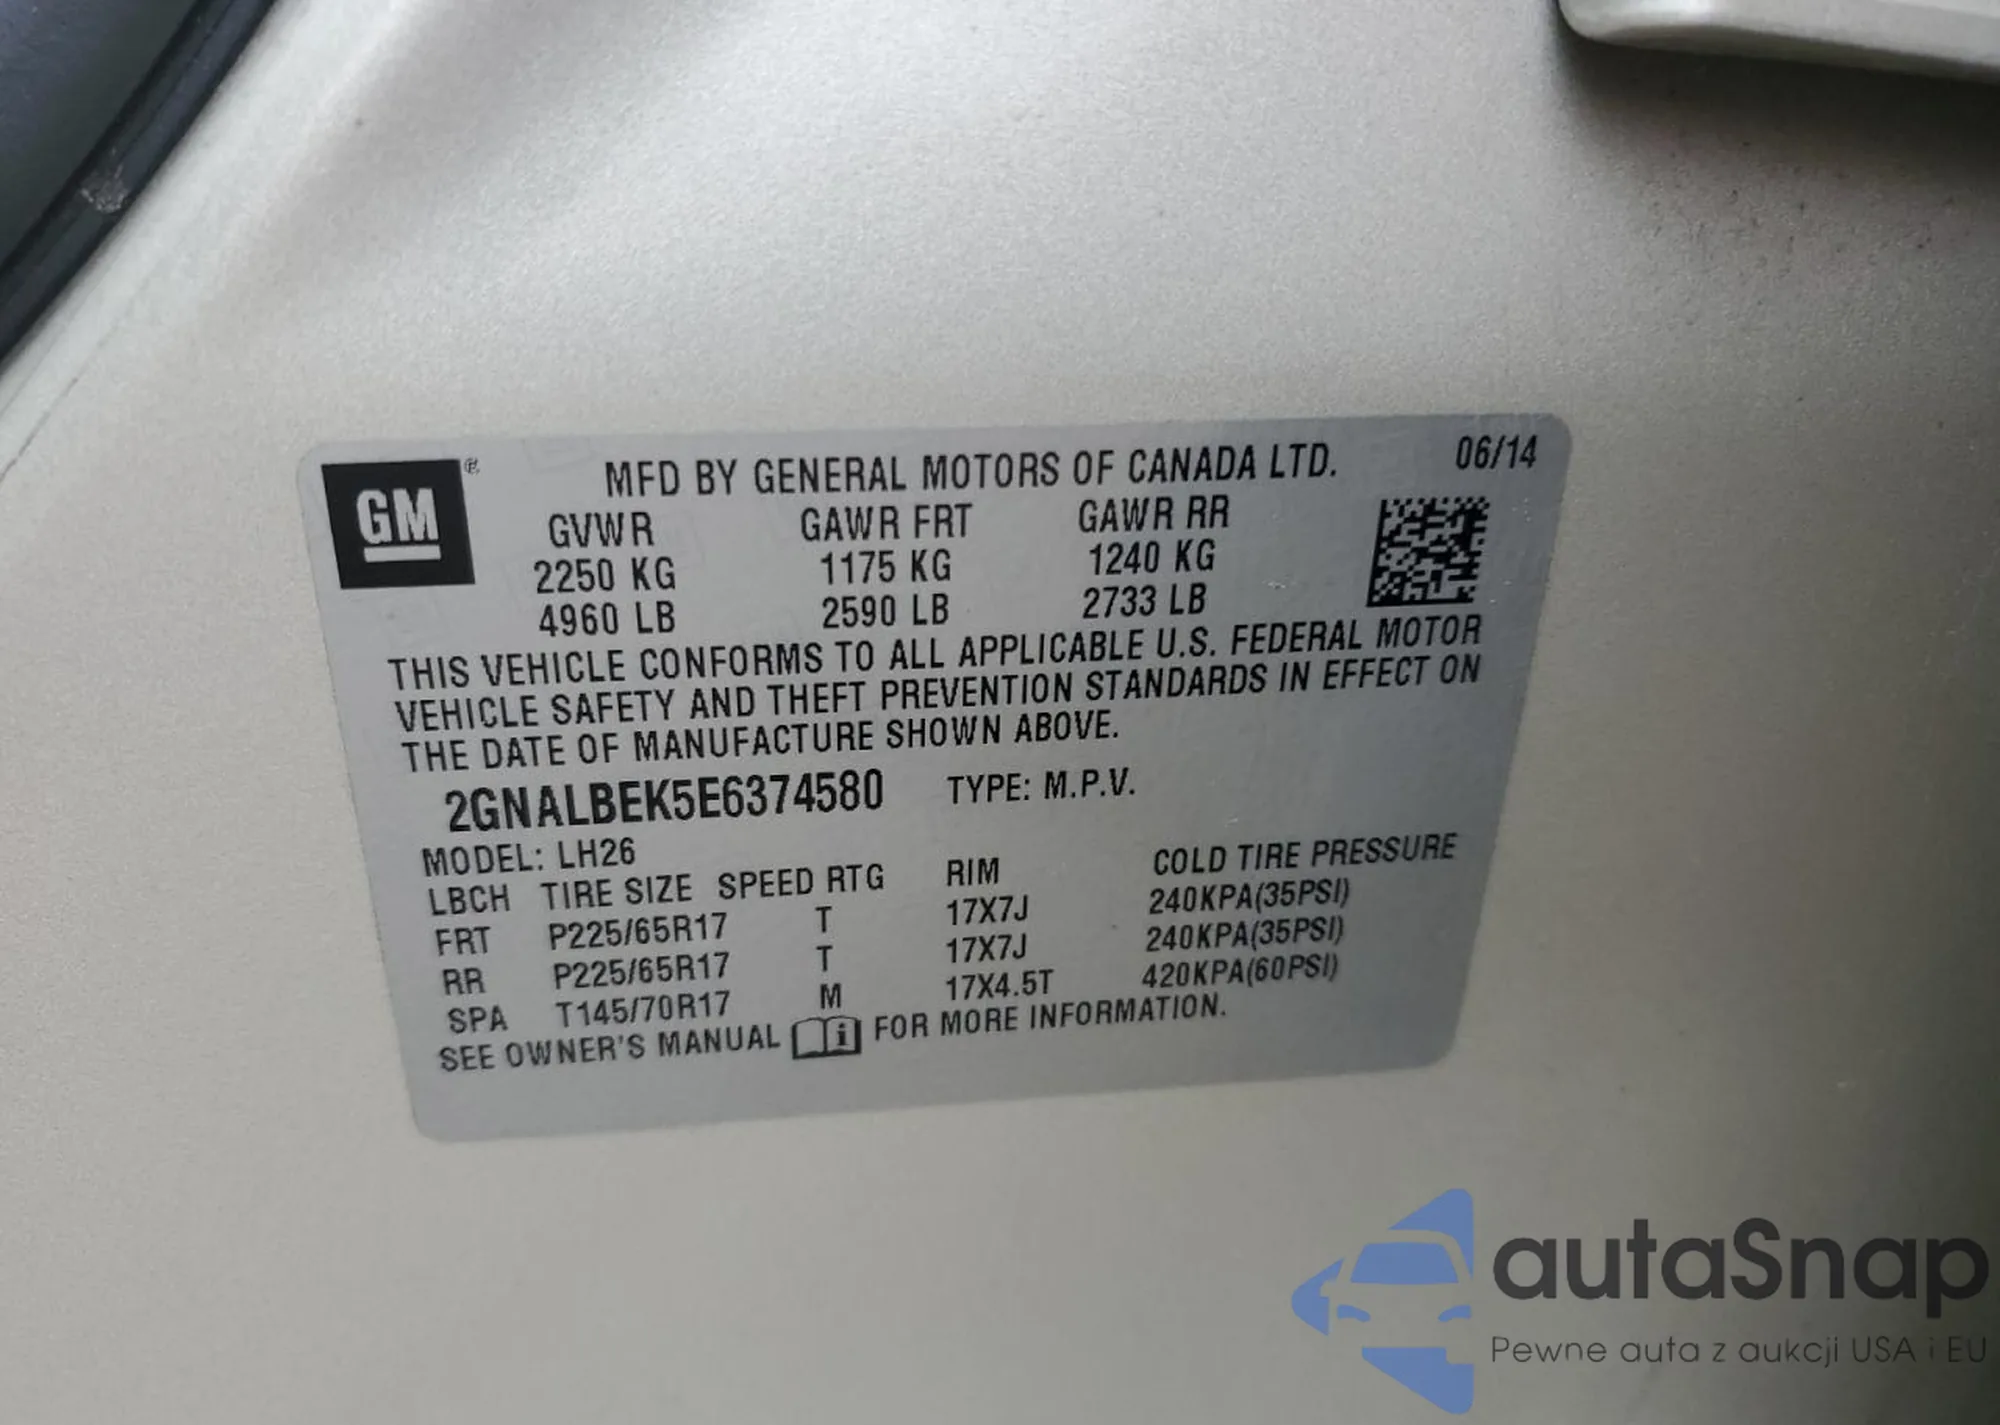 GM ®
MFD BY GENERAL MOTORS OF CANADA LTD. 06/14
GVWR GAWR FRT GAWR RR
2250 KG 1175 KG 1240 KG
4960 LB 2590 LB 2733 LB
THIS VEHICLE CONFORMS TO ALL APPLICABLE U.S. FEDERAL MOTOR
VEHICLE SAFETY AND THEFT PREVENTION STANDARDS IN EFFECT ON
THE DATE OF MANUFACTURE SHOWN ABOVE.
2GNALBEK5E6374580 TYPE: M.P.V.
MODEL: LH26
LBCH TIRE SIZE SPEED RTG RIM COLD TIRE PRESSURE
FRT P225/65R17 T 17X7J 240KPA(35PSI)
RR P225/65R17 T 17X7J 240KPA(35PSI)
SPA T145/70R17 M 17X4.5T 420KPA(60PSI)
SEE OWNER'S MANUAL i FOR MORE INFORMATION.
autaSnap
Pewne auta z aukcji USA i EU